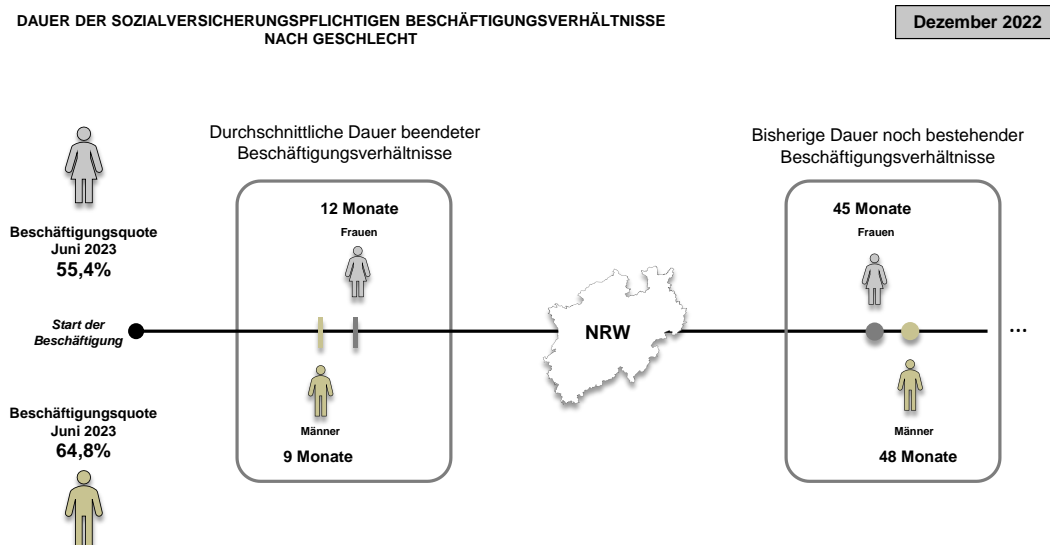 DAUER DER SOZIALVERSICHERUNGSPFLICHTIGEN BESCHÄFTIGUNGSVERHÄLTNISSE
NACH GESCHLECHT
Dezember 2022
Durchschnittliche Dauer beendeter
Beschäftigungsverhältnisse
Bisherige Dauer noch bestehender
Beschäftigungsverhältnisse
Beschäftigungsquote
Juni 2023
55,4%
12 Monate
Frauen
45 Monate
Frauen
Start der
Beschäftigung
NRW
...
Beschäftigungsquote
Juni 2023
64,8%
Männer
9 Monate
Männer
48 Monate